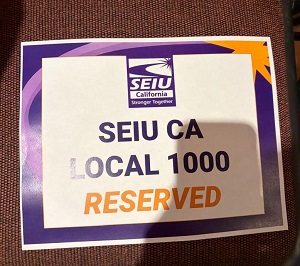 SEIU
California
Stronger Together
SEIU CA
LOCAL 1000
RESERVED